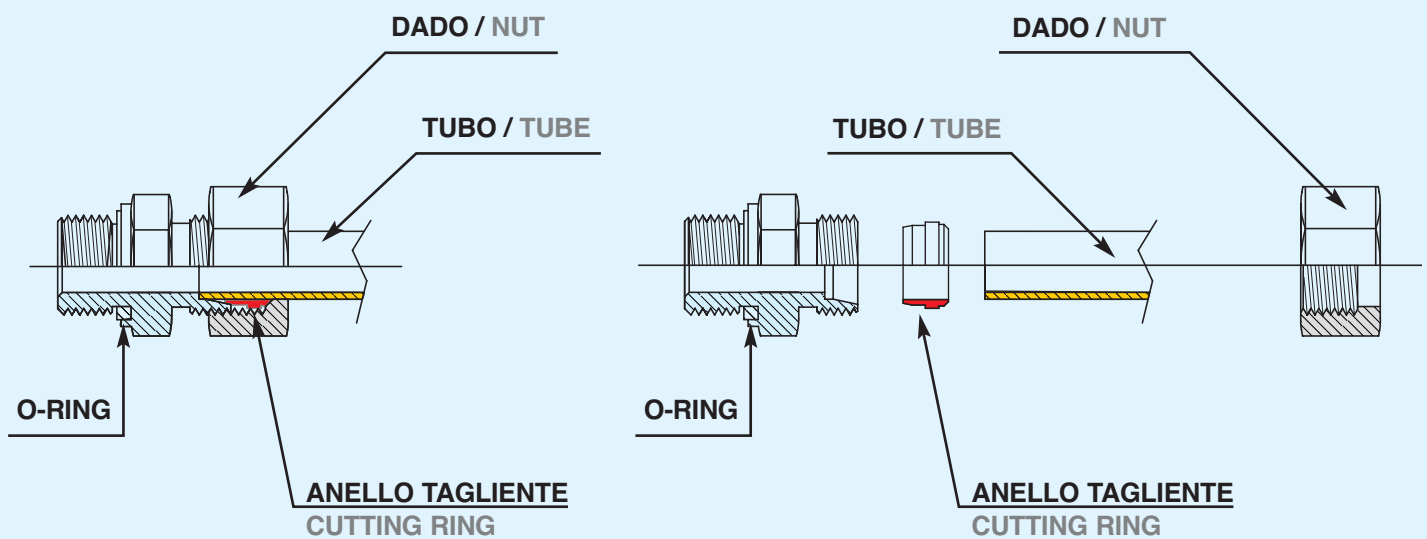 DADO / NUT
TUBO / TUBE
O-RING
ANELLO TAGLIENTE
CUTTING RING
DADO / NUT
TUBO / TUBE
O-RING
ANELLO TAGLIENTE
CUTTING RING